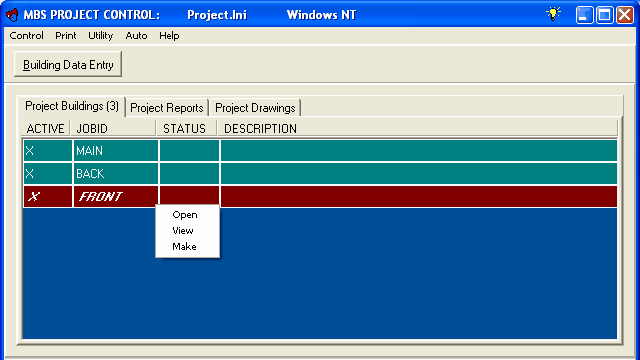 MBS PROJECT CONTROL: Project.Ini Windows NT
Control Print Utility Auto Help
Building Data Entry
Project Buildings (3) Project Reports Project Drawings
ACTIVE JOBID STATUS DESCRIPTION
X MAIN
X BACK
X FRONT
Open
View
Make